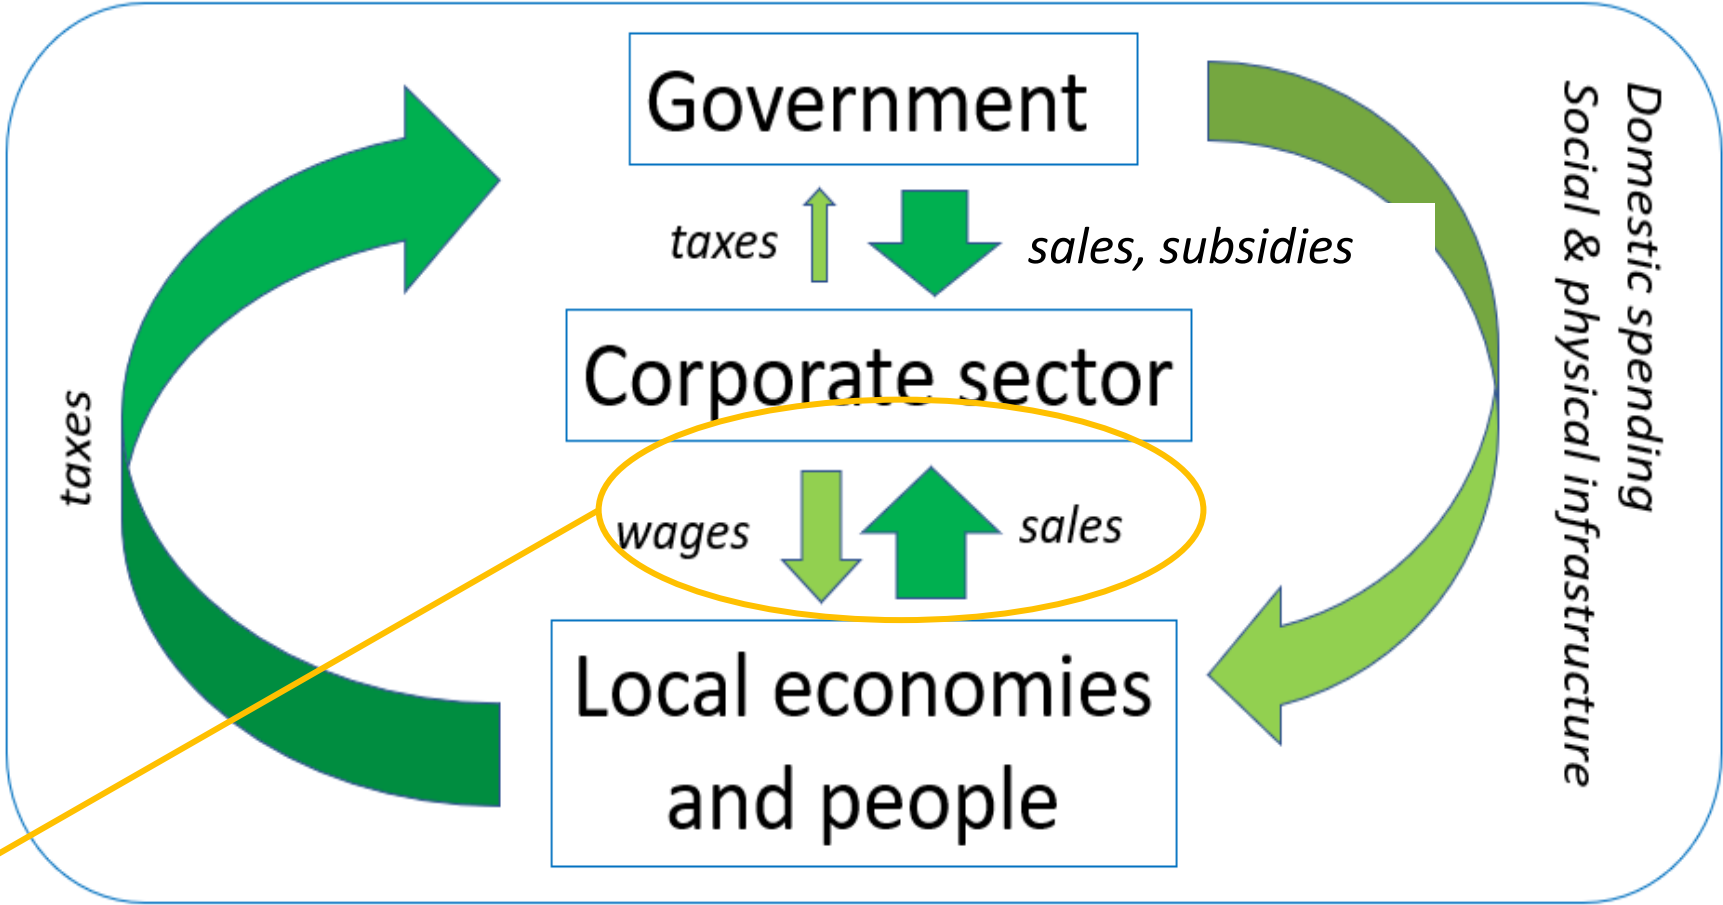 Government
taxes
sales, subsidies
Corporate sector
wages
sales
Local economies
and people
taxes
Domestic spending
Social & physical infrastructure